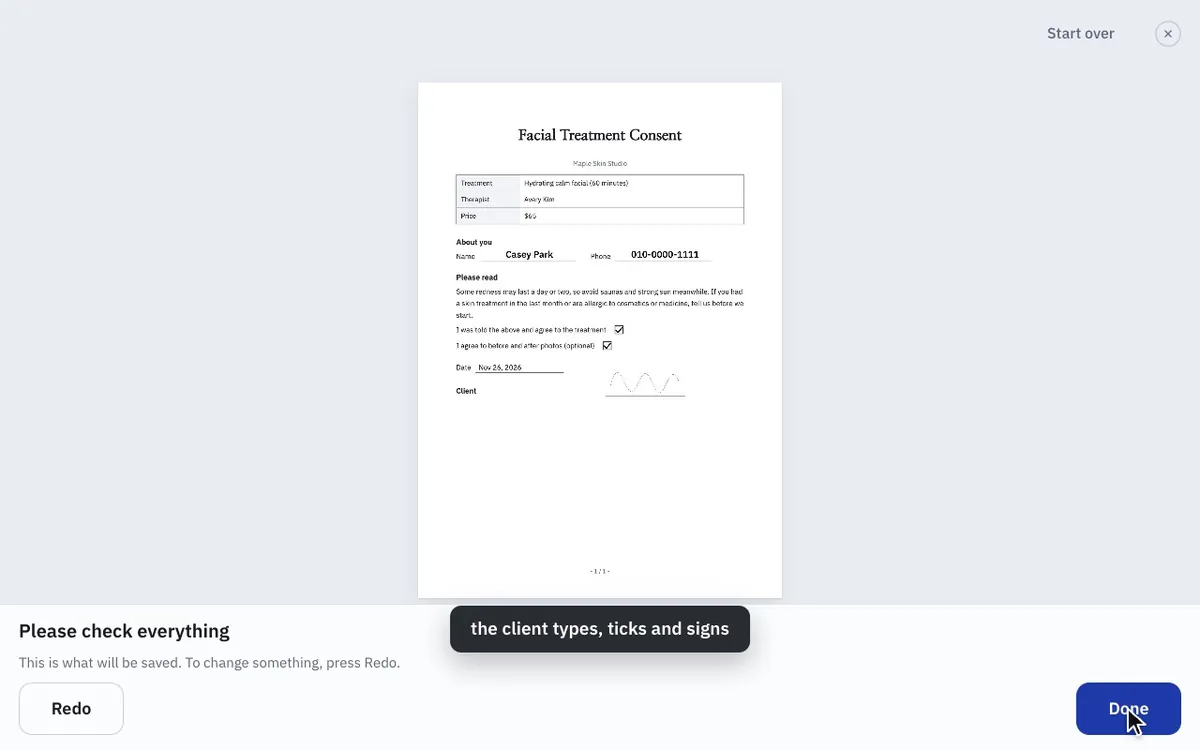 Start over
Facial Treatment Consent
Maple Skin Studio
Treatment Hydrating calm facial (60 minutes)
Therapist Avery Kim
Price $65
About you
Name Casey Park Phone 010-0000-1111
Please read
Some redness may last a day or two, so avoid saunas and strong sun meanwhile. If you had
a skin treatment in the last month or are allergic to cosmetics or medicine, tell us before we
start.
I was told the above and agree to the treatment
I agree to before and after photos (optional)
Date Nov 26, 2026
Client
- 1 / 1 -
the client types, ticks and signs
Please check everything
This is what will be saved. To change something, press Redo.
Redo
Done